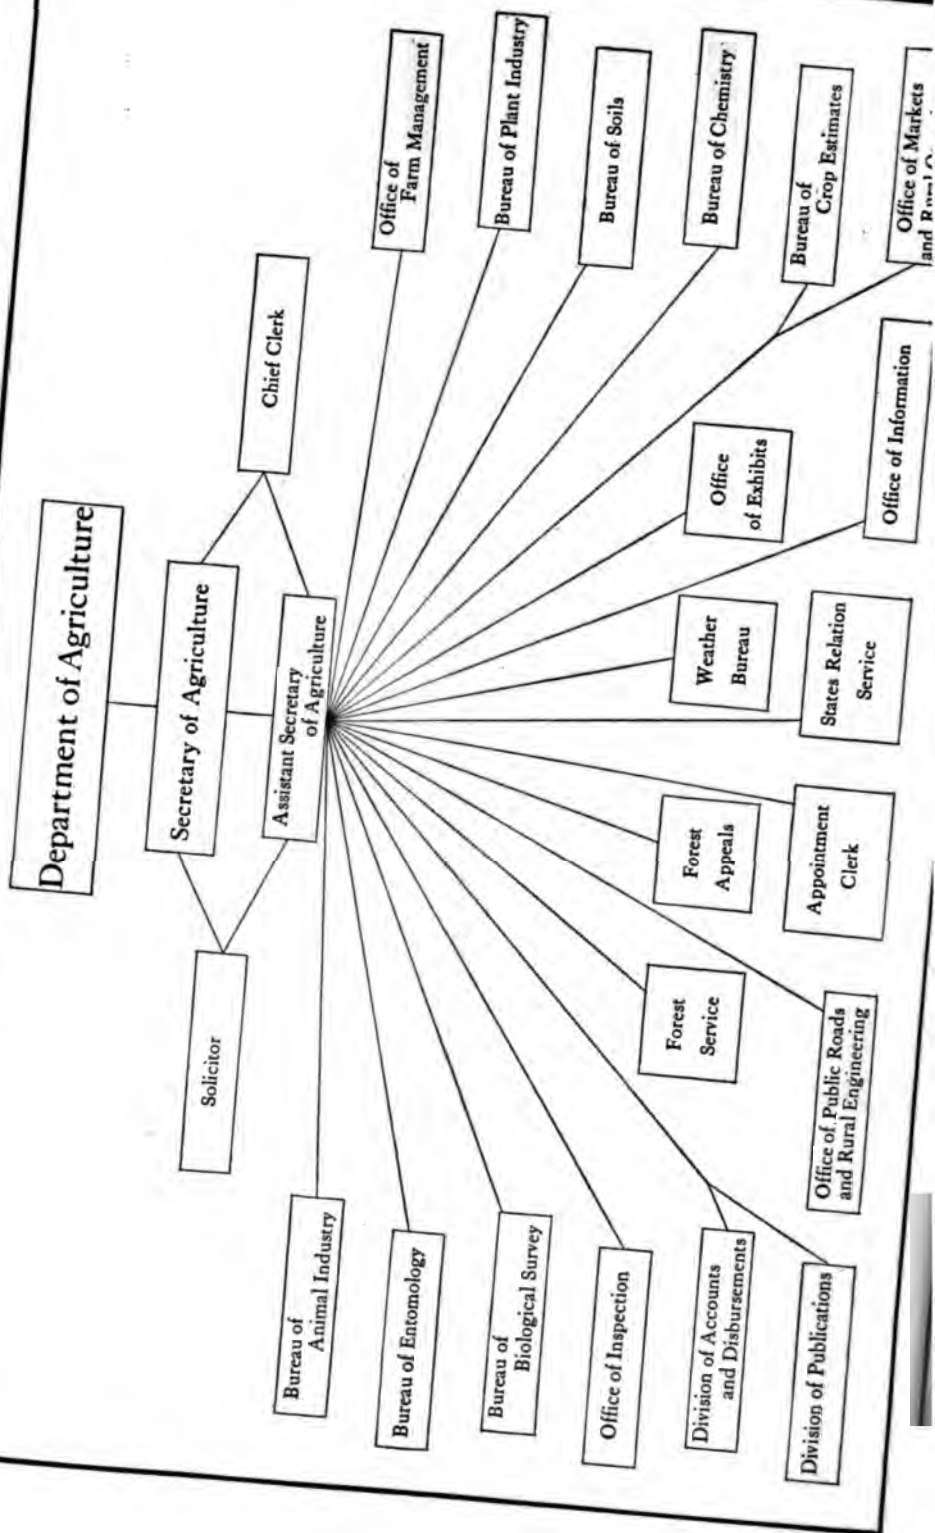 Department of Agriculture
Secretary of Agriculture
Solicitor
Chief Clerk
Assistant Secretary
of Agriculture
Bureau of
Animal Industry
Office of
Farm Management
Bureau of Entomology
Bureau of Plant Industry
Bureau of
Biological Survey
Bureau of Soils
Office of Inspection
Bureau of Chemistry
Division of Accounts
and Disbursements
Forest
Service
Forest
Appeals
Weather
Bureau
Office
of Exhibits
Bureau of
Crop Estimates
Division of Publications
Office of Public Roads
and Rural Engineering
Appointment
Clerk
States Relation
Service
Office of Information
Office of Markets
and Rural